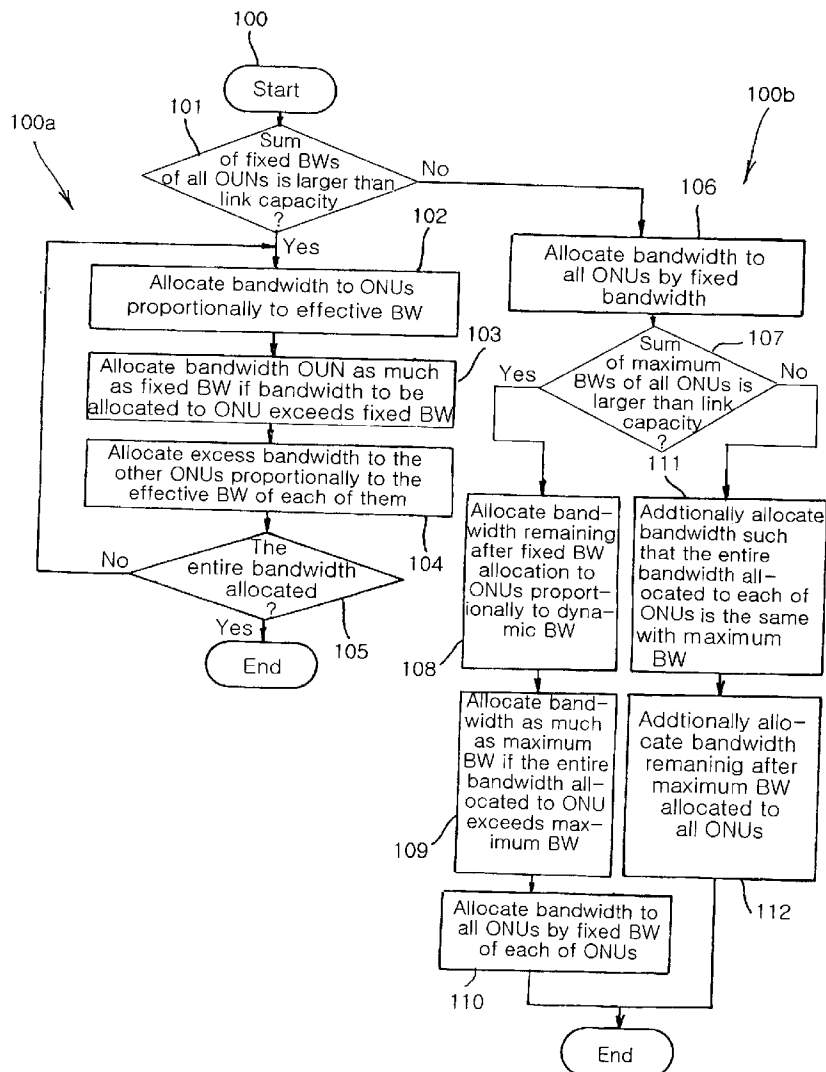 100
Start
100a
100b
101
Sum
of fixed BWs
of all OUNs is larger than
link capacity
?
No
Yes
102
Allocate bandwidth to ONUs
proportionally to effective BW
103
Allocate bandwidth OUN as much
as fixed BW if bandwidth to be
allocated to ONU exceeds fixed BW
Allocate excess bandwidth to the
other ONUs proportionally to the
effective BW of each of them
104
No
The
entire bandwidth
allocated
?
105
Yes
End
106
Allocate bandwidth to
all ONUs by fixed
bandwidth
107
Yes
Sum
of maximum
BWs of all ONUs is
larger than link
capacity
?
No
111
Allocate band-
width remaining
after fixed BW
allocation to
ONUs proport-
ionally to dyna-
mic BW
108
Addtionally allocate
bandwidth such
that the entire
bandwidth all-
ocated to each of
ONUs is the same
with maximum
BW
Allocate band-
width as much
as maximum
BW if the entire
bandwidth all-
ocated to ONU
exceeds max-
imum BW
109
Addtionally allo-
cate bandwidth
remaninig after
maximum BW
allocated to
all ONUs
112
Allocate bandwidth to
all ONUs by fixed BW
of each of ONUs
110
End